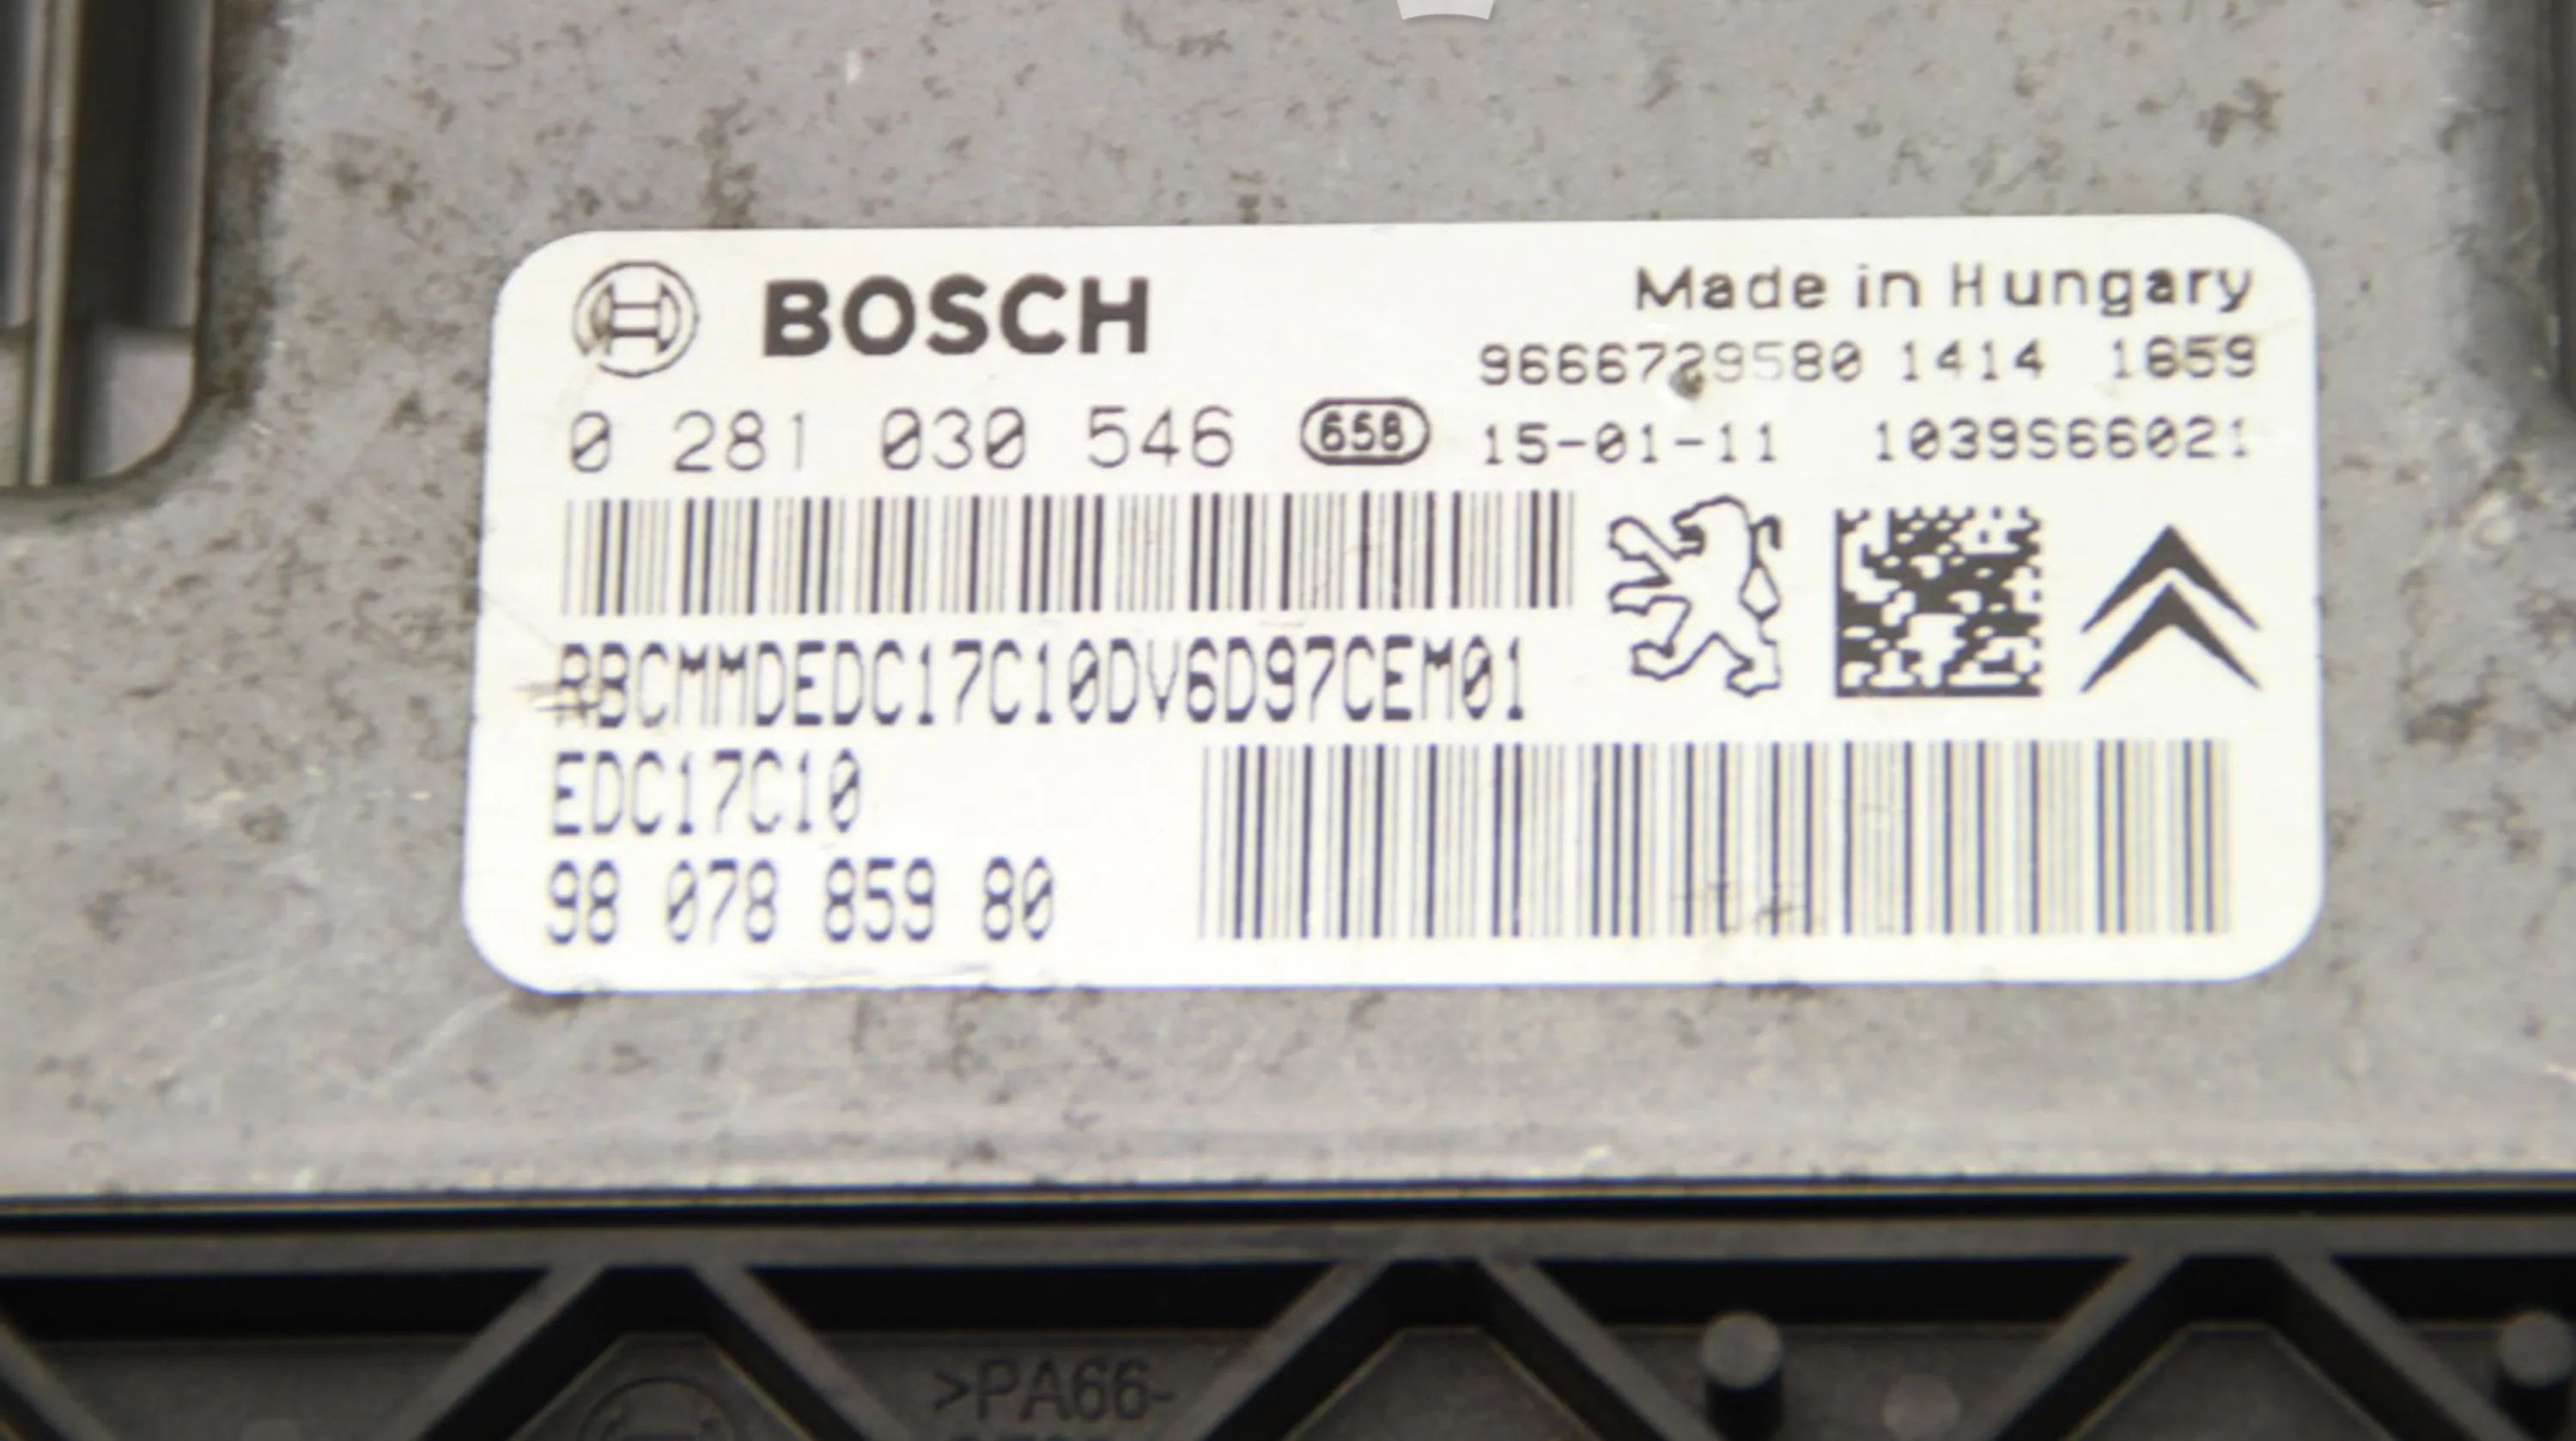 BOSCH
Made in Hungary
9666729580 1414 1659
0 281 030 546 658 15-01-11 1039S66021
RBCMMDEDC17C10DV6D97CEM01
EDC17C10
98 078 859 80
>PA66-